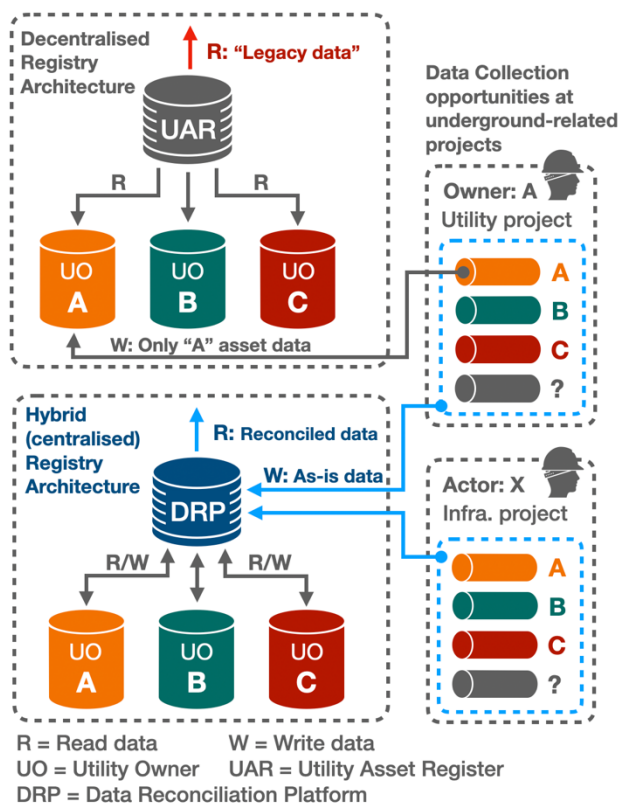 Decentralised
Registry
Architecture
R: “Legacy data”
UAR
R
R
UO
A
UO
B
UO
C
W: Only “A” asset data
Data Collection
opportunities at
underground-related
projects
Owner: A
Utility project
A
B
C
?
Hybrid
(centralised)
Registry
Architecture
R: Reconciled data
W: As-is data
DRP
R/W
R/W
UO
A
UO
B
UO
C
Actor: X
Infra. project
A
B
C
?
R = Read data W = Write data
UO = Utility Owner UAR = Utility Asset Register
DRP = Data Reconciliation Platform